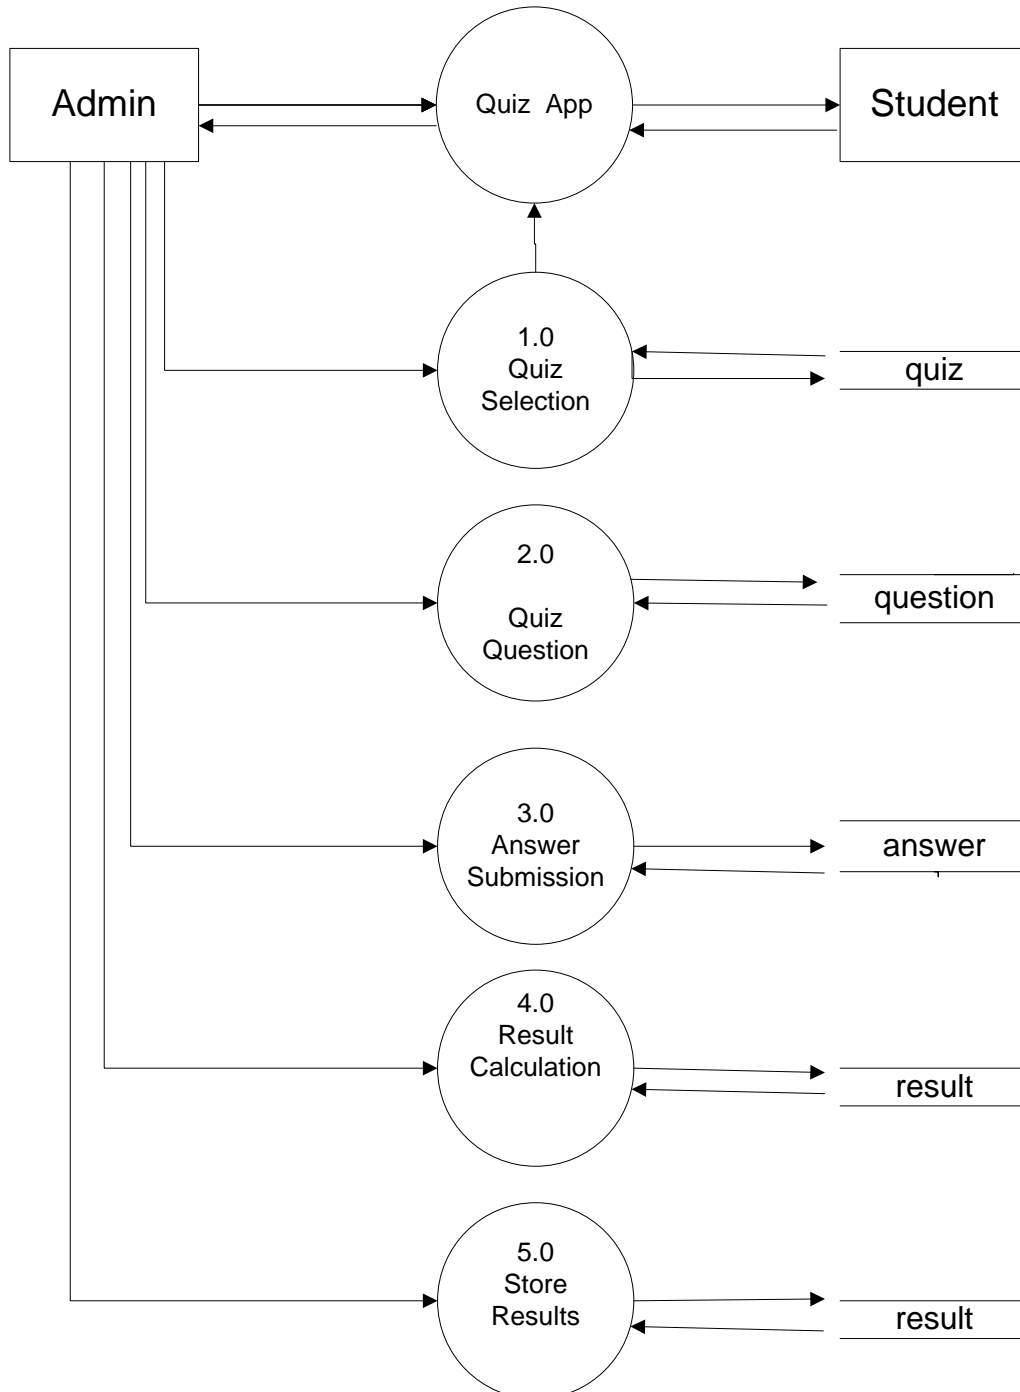 Admin
Quiz App
Student
1.0
Quiz
Selection
quiz
2.0
Quiz
Question
question
3.0
Answer
Submission
answer
4.0
Result
Calculation
result
5.0
Store
Results
result